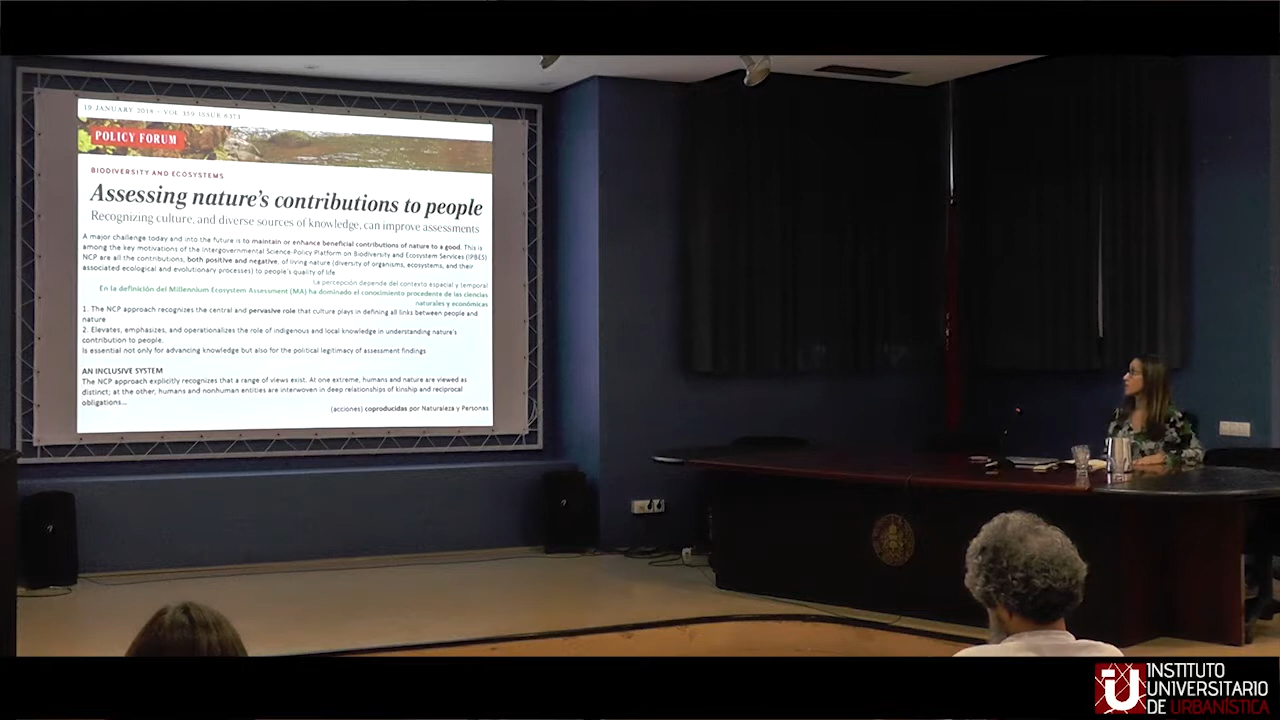 19 JANUARY 2018 • VOL 359 ISSUE 6373
POLICY FORUM
BIODIVERSITY AND ECOSYSTEMS
Assessing nature's contributions to people
Recognizing culture, and diverse sources of knowledge, can improve assessments
A major challenge today and into the future is to maintain or enhance beneficial contributions of nature to a good. This is
among the key motivations of the Intergovernmental Science-Policy Platform on Biodiversity and Ecosystem Services (IPBES)
NCP are all the contributions, both positive and negative, of living nature (diversity of organisms, ecosystems, and their
associated ecological and evolutionary processes) to people's quality of life
La percepción depende del contexto espacial y temporal
En la definición del Millennium Ecosystem Assessment (MA) ha dominado el conocimiento procedente de las ciencias
naturales y económicas
1. The NCP approach recognizes the central and pervasive role that culture plays in defining all links between people and
nature
2. Elevates, emphasizes, and operationalizes the role of indigenous and local knowledge in understanding nature's
contribution to people.
Is essential not only for advancing knowledge but also for the political legitimacy of assessment findings
AN INCLUSIVE SYSTEM
The NCP approach explicitly recognizes that a range of views exist. At one extreme, humans and nature are viewed as
distinct; at the other, humans and nonhuman entities are interwoven in deep relationships of kinship and reciprocal
obligations...
(acciones) coproducidas por Naturaleza y Personas
iU INSTITUTO
UNIVERSITARIO
DE URBANÍSTICA